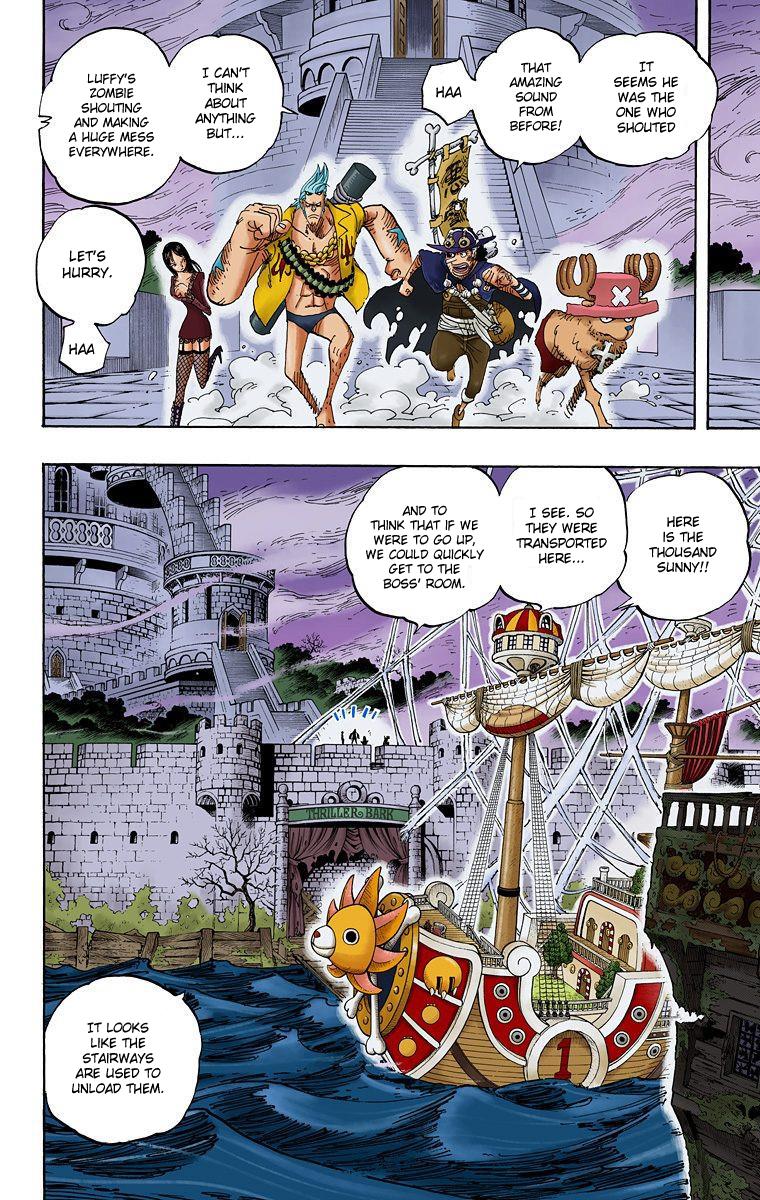 IT
SEEMS HE
WAS THE
ONE WHO
SHOUTED
THAT
AMAZING
SOUND
FROM
BEFORE!
HAA
I CAN'T
THINK
ABOUT
ANYTHING
BUT...
LUFFY'S
ZOMBIE
SHOUTING
AND MAKING
A HUGE MESS
EVERYWHERE.
LET'S
HURRY.
HAA
悪
HERE
IS THE
THOUSAND
SUNNY!!
I SEE. SO
THEY WERE
TRANSPORTED
HERE...
AND TO
THINK THAT IF WE
WERE TO GO UP,
WE COULD QUICKLY
GET TO THE
BOSS' ROOM.
THRILLER BARK
1
IT LOOKS
LIKE THE
STAIRWAYS
ARE USED TO
UNLOAD THEM.